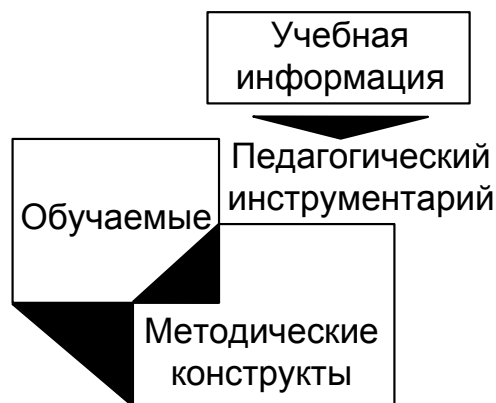 Учебная
информация
Педагогический
инструментарий
Обучаемые
Методические
конструкты